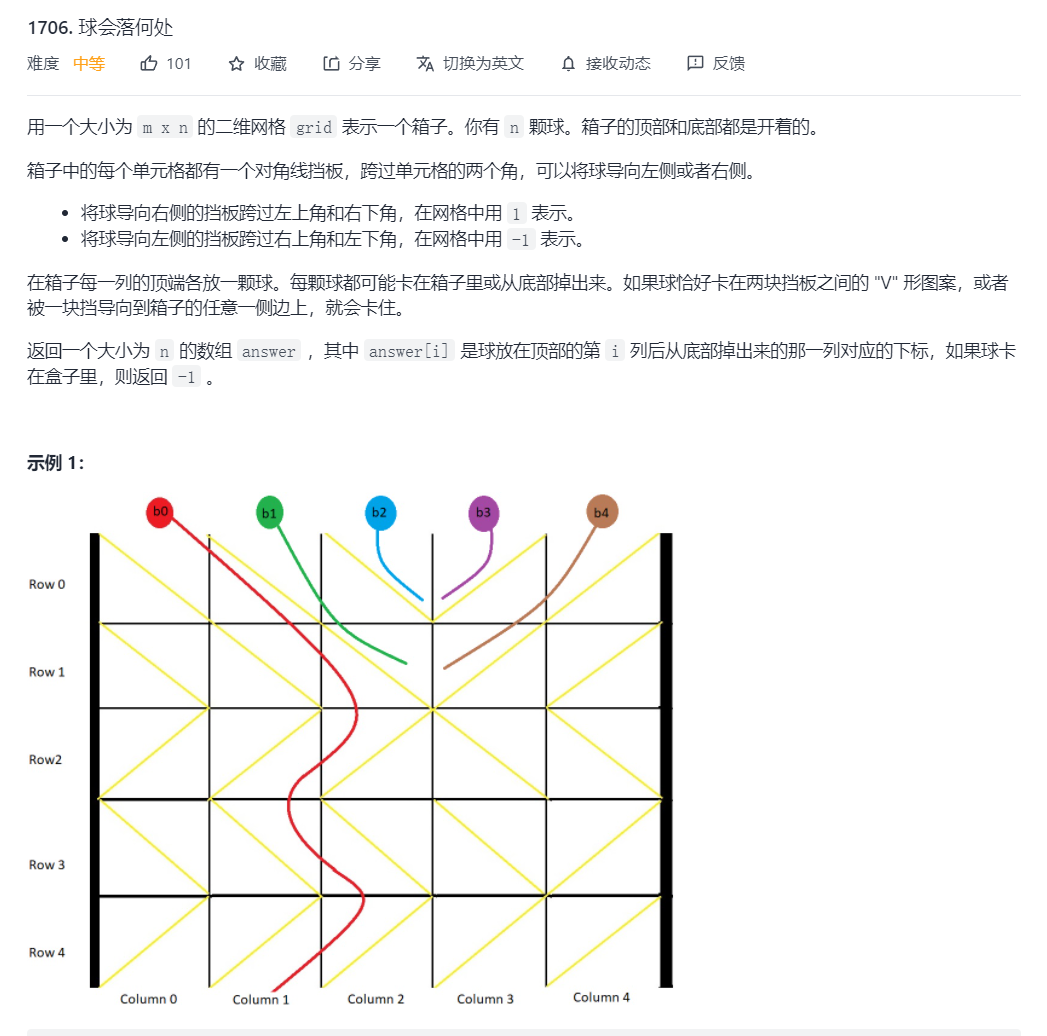 1706. 球会落何处
难度 中等 101 收藏 分享 切换为英文 接收动态 反馈
用一个大小为 m x n 的二维网格 grid 表示一个箱子。你有 n 颗球。箱子的顶部和底部都是开着的。
箱子中的每个单元格都有一个对角线挡板，跨过单元格的两个角，可以将球导向左侧或者右侧。
• 将球导向右侧的挡板跨过左上角和右下角，在网格中用 1 表示。
• 将球导向左侧的挡板跨过右上角和左下角，在网格中用 -1 表示。
在箱子每一列的顶端各放一颗球。每颗球都可能卡在箱子里或从底部掉出来。如果球恰好卡在两块挡板之间的 "V" 形图案，或者
被一块挡导向到箱子的任意一侧边上，就会卡住。
返回一个大小为 n 的数组 answer ，其中 answer[i] 是球放在顶部的第 i 列后从底部掉出来的那一列对应的下标，如果球卡
在盒子里，则返回 -1 。
示例 1：
b0 b1 b2 b3 b4
Row 0
Row 1
Row2
Row 3
Row 4
Column 0 Column 1 Column 2 Column 3 Column 4